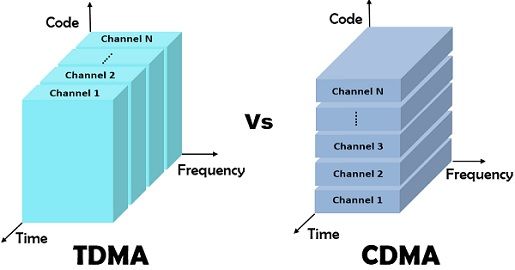 Code
Channel N
Channel 2
Channel 1
Frequency
Time
TDMA
Vs
Code
Channel N
Channel 3
Channel 2
Channel 1
Frequency
Time
CDMA